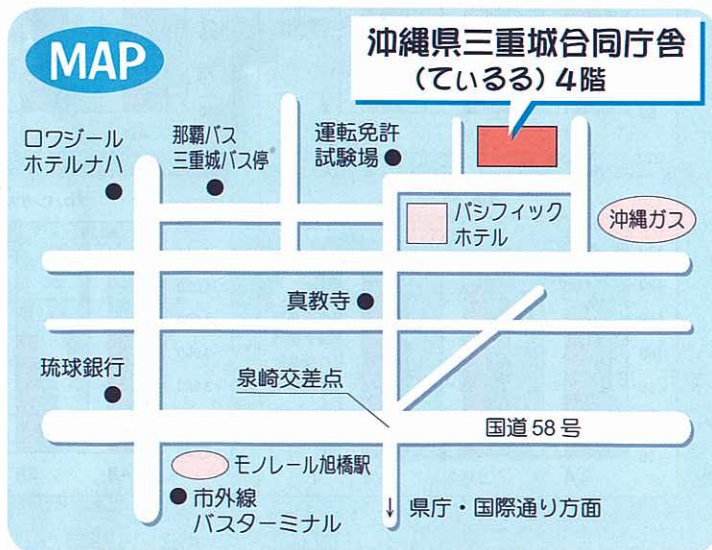 MAP
沖縄県三重城合同庁舎
(てぃるる)4階
ロワジール
ホテルナハ
那覇バス
三重城バス停
運転免許
試験場
パシフィック
ホテル
沖縄ガス
真教寺
琉球銀行
泉崎交差点
国道58号
モノレール旭橋駅
市外線
バスターミナル
↓ 県庁・国際通り方面